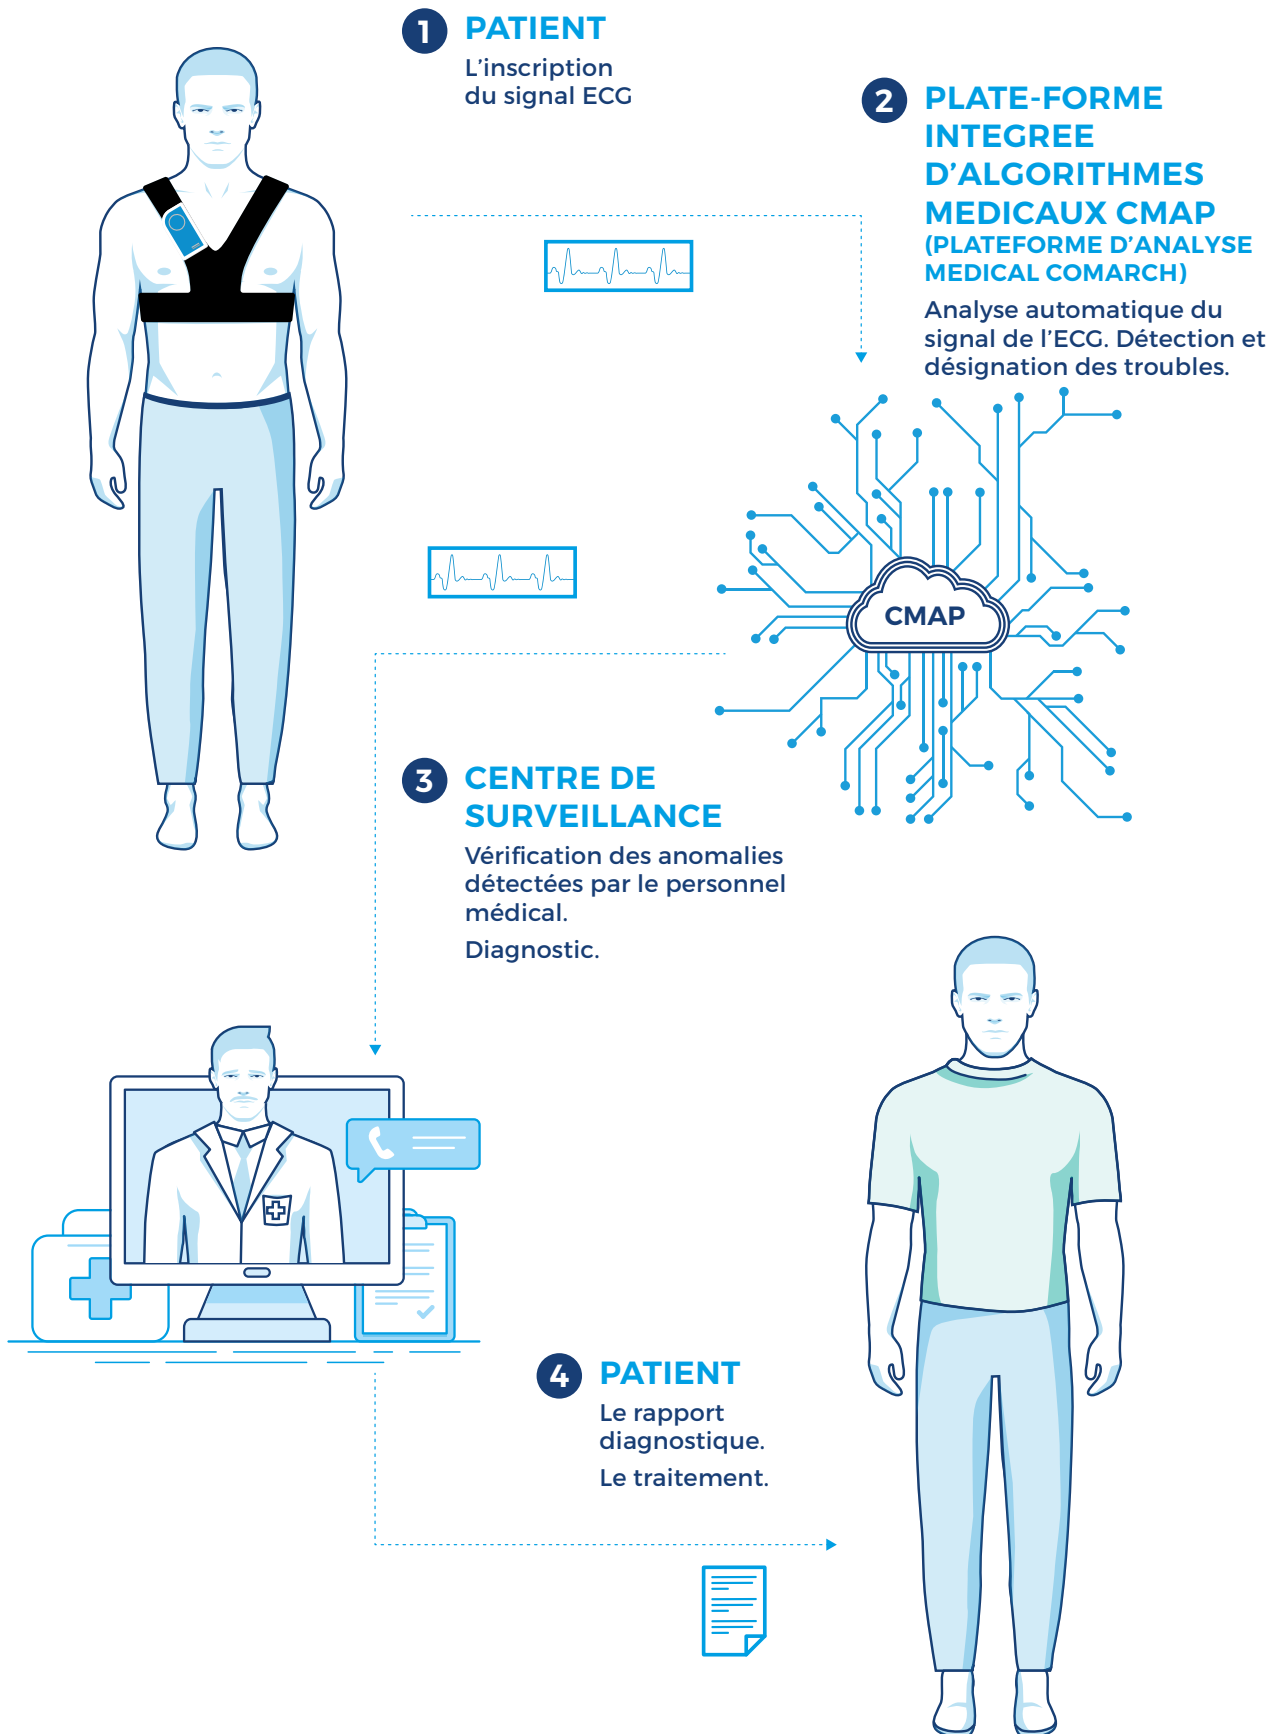 1 PATIENT
L'inscription
du signal ECG
2 PLATE-FORME
INTEGREE
D'ALGORITHMES
MEDICAUX CMAP
(PLATEFORME D'ANALYSE
MEDICAL COMARCH)
Analyse automatique du
signal de l'ECG. Détection et
désignation des troubles.
CMAP
3 CENTRE DE
SURVEILLANCE
Vérification des anomalies
détectées par le personnel
médical.
Diagnostic.
4 PATIENT
Le rapport
diagnostique.
Le traitement.